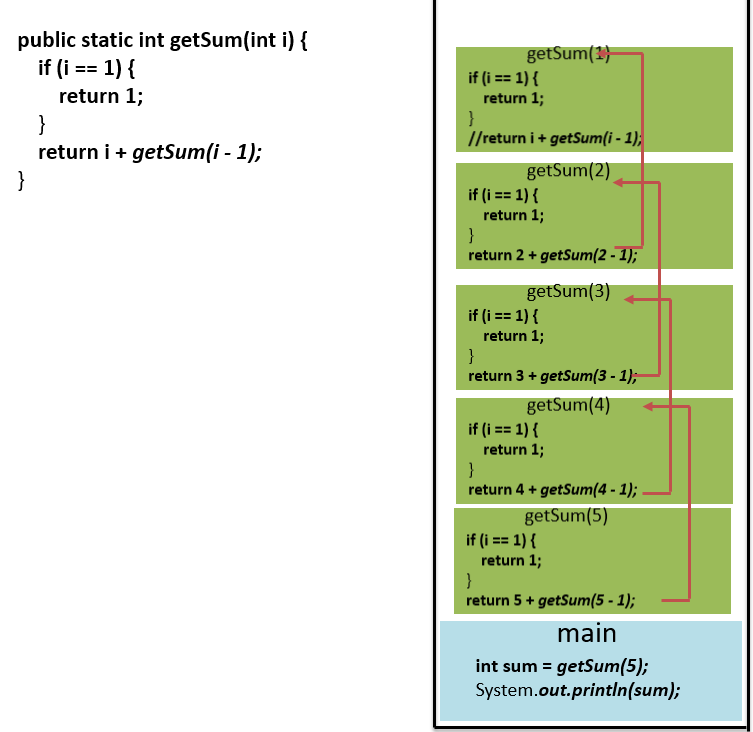 public static int getSum(int i) {
if (i == 1) {
return 1;
}
return i + getSum(i - 1);
}
getSum(1)
if (i == 1) {
return 1;
}
//return i + getSum(i - 1);
getSum(2)
if (i == 1) {
return 1;
}
return 2 + getSum(2 - 1);
getSum(3)
if (i == 1) {
return 1;
}
return 3 + getSum(3 - 1);
getSum(4)
if (i == 1) {
return 1;
}
return 4 + getSum(4 - 1);
getSum(5)
if (i == 1) {
return 1;
}
return 5 + getSum(5 - 1);
main
int sum = getSum(5);
System.out.println(sum);